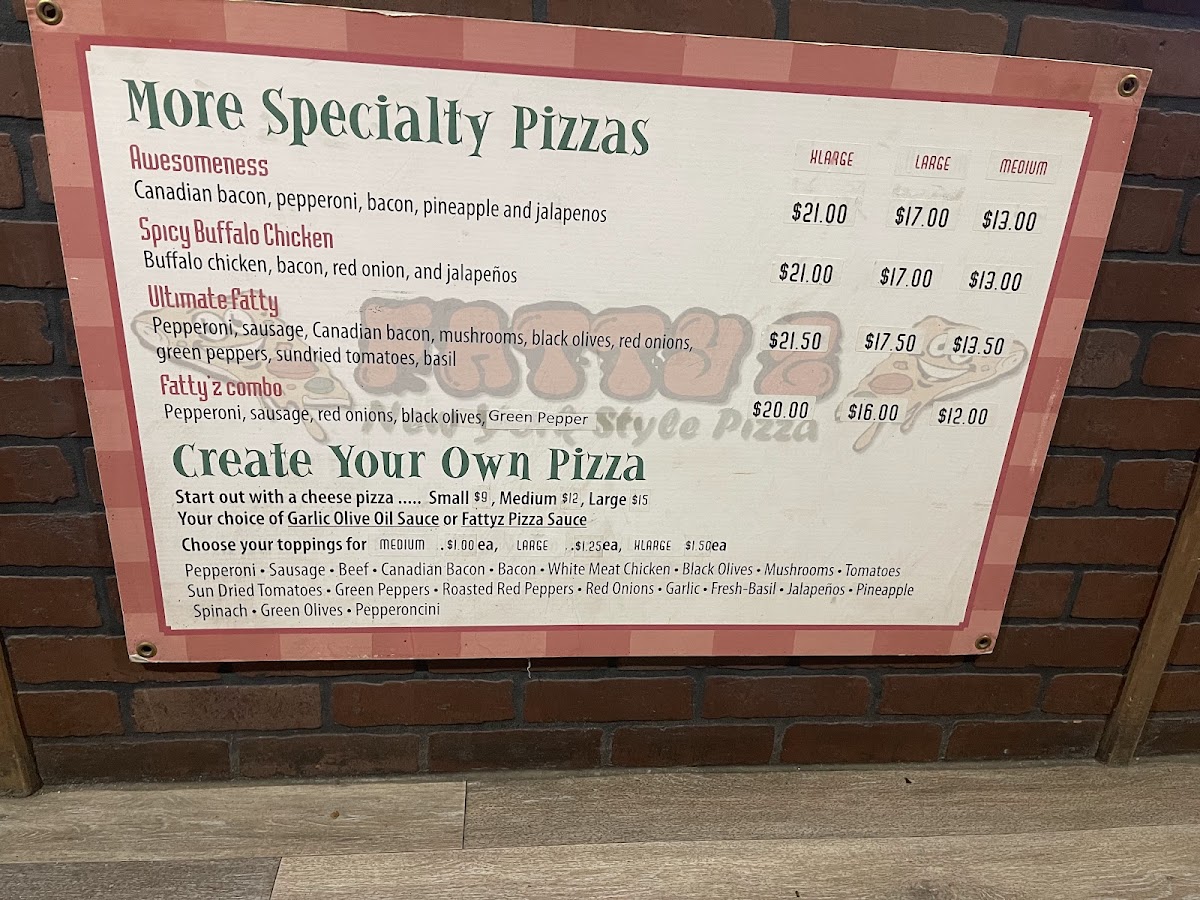 More Specialty Pizzas
XLARGE LARGE MEDIUM
Awesomeness
Canadian bacon, pepperoni, bacon, pineapple and jalapenos $21.00 $17.00 $13.00
Spicy Buffalo Chicken
Buffalo chicken, bacon, red onion, and jalapeños $21.00 $17.00 $13.00
Ultimate fatty
Pepperoni, sausage, Canadian bacon, mushrooms, black olives, red onions, $21.50 $17.50 $13.50
green peppers, sundried tomatoes, basil
fatty z combo
Pepperoni, sausage, red onions, black olives, Green Pepper $20.00 $16.00 $12.00
FATTY Z
New York Style Pizza
Create Your Own Pizza
Start out with a cheese pizza ..... Small $9, Medium $12, Large $15
Your choice of Garlic Olive Oil Sauce or Fattyz Pizza Sauce
Choose your toppings for MEDIUM ..$1.00 ea, LARGE ..$1.25ea, XLARGE $1.50ea
Pepperoni • Sausage • Beef • Canadian Bacon • Bacon • White Meat Chicken • Black Olives • Mushrooms • Tomatoes
Sun Dried Tomatoes • Green Peppers • Roasted Red Peppers • Red Onions • Garlic • Fresh-Basil • Jalapeños • Pineapple
Spinach • Green Olives • Pepperoncini